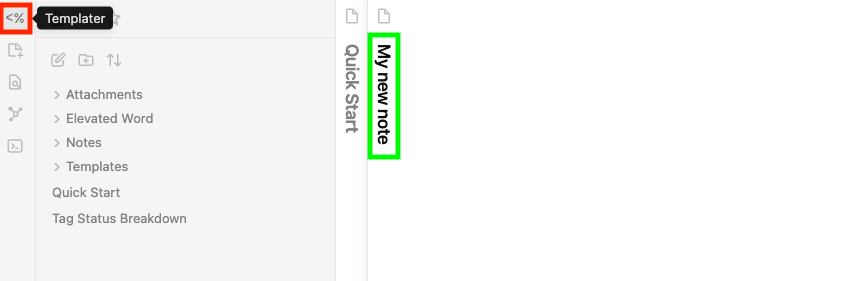 <%
Templater
Attachments
Elevated Word
Notes
Templates
Quick Start
Tag Status Breakdown
Quick Start
My new note